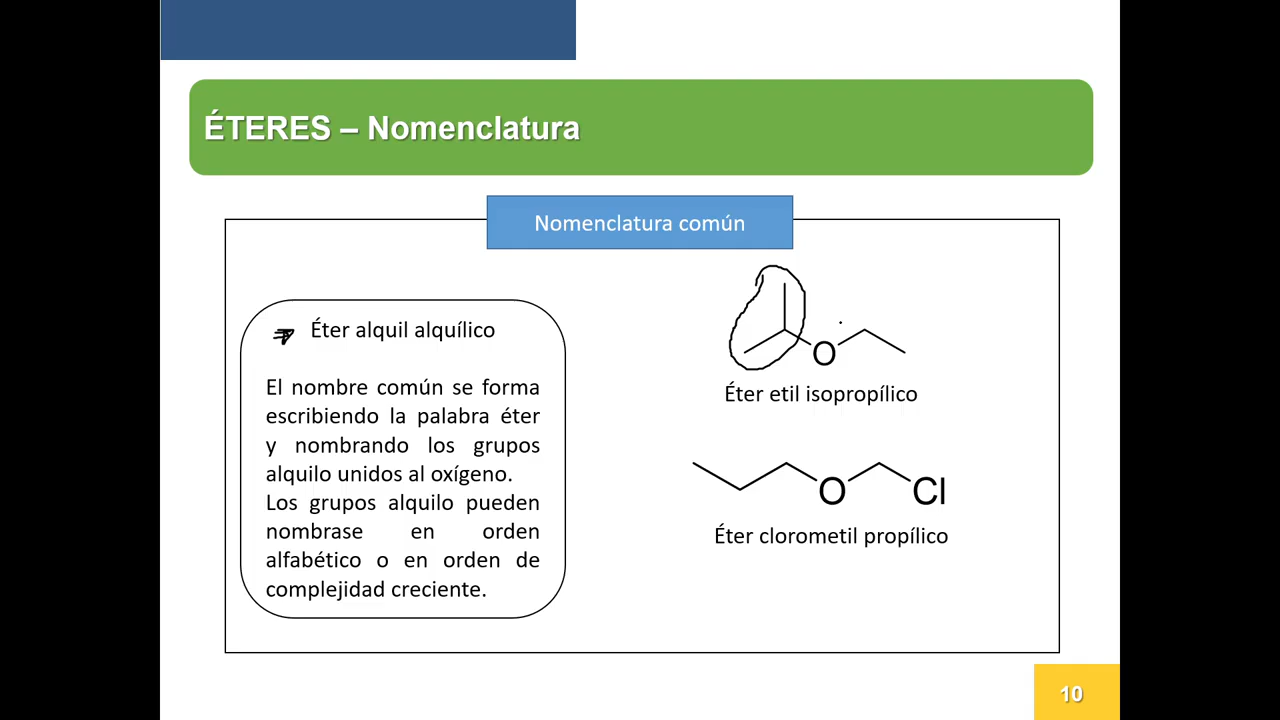 ÉTERES – Nomenclatura
Nomenclatura común
Éter alquil alquílico
El nombre común se forma
escribiendo la palabra éter
y nombrando los grupos
alquilo unidos al oxígeno.
Los grupos alquilo pueden
nombrase en orden
alfabético o en orden de
complejidad creciente.
O
Éter etil isopropílico
O Cl
Éter clorometil propílico
10